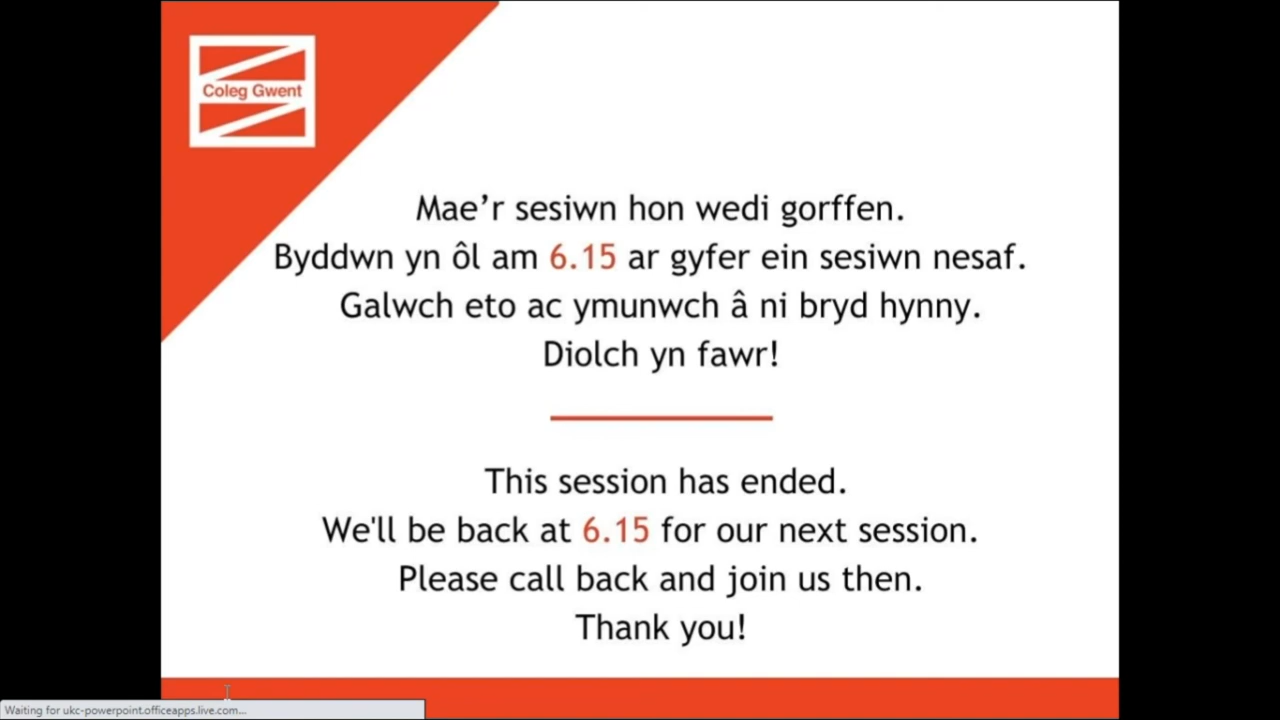 Coleg Gwent
Mae’r sesiwn hon wedi gorffen.
Byddwn yn ôl am 6.15 ar gyfer ein sesiwn nesaf.
Galwch eto ac ymunwch â ni bryd hynny.
Diolch yn fawr!
This session has ended.
We'll be back at 6.15 for our next session.
Please call back and join us then.
Thank you!
Waiting for ukc-powerpoint.officeapps.live.com...